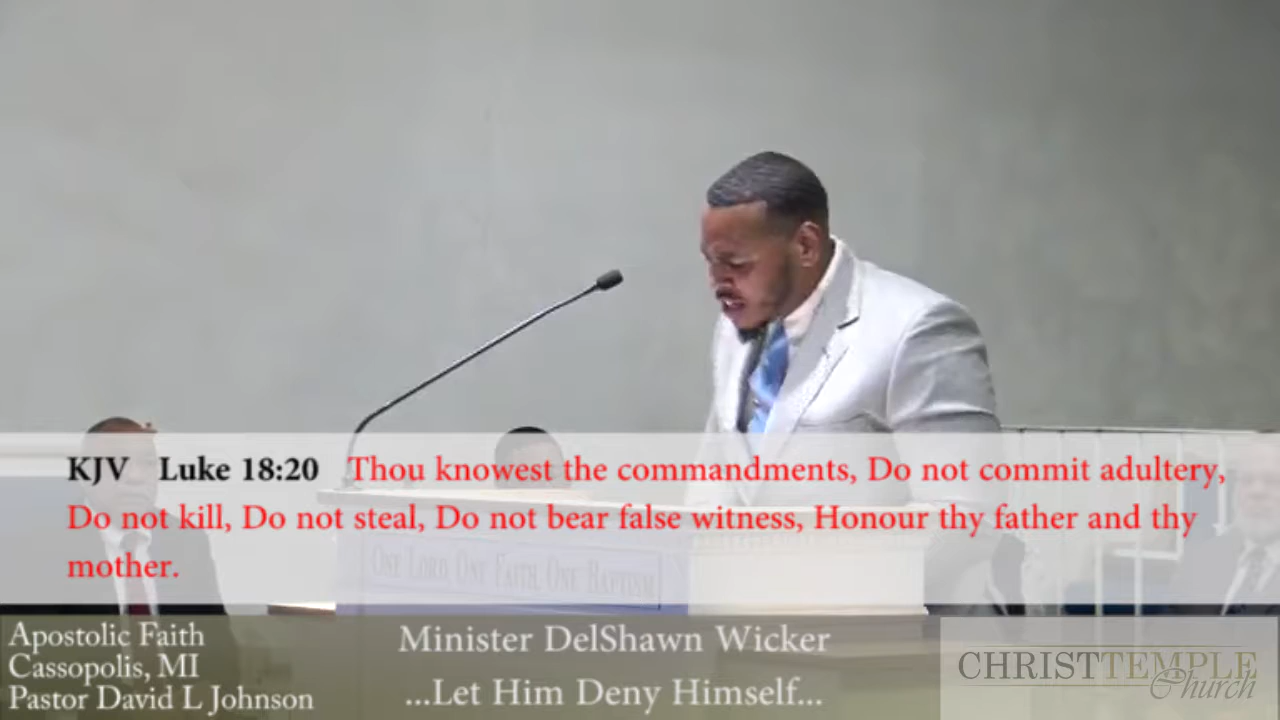 KJV Luke 18:20 Thou knowest the commandments, Do not commit adultery,
Do not kill, Do not steal, Do not bear false witness, Honour thy father and thy
mother.
ONE LORD, ONE FAITH, ONE BAPTISM
Apostolic Faith
Cassopolis, MI
Pastor David L Johnson
Minister DelShawn Wicker
...Let Him Deny Himself...
CHRISTTEMPLE
Church